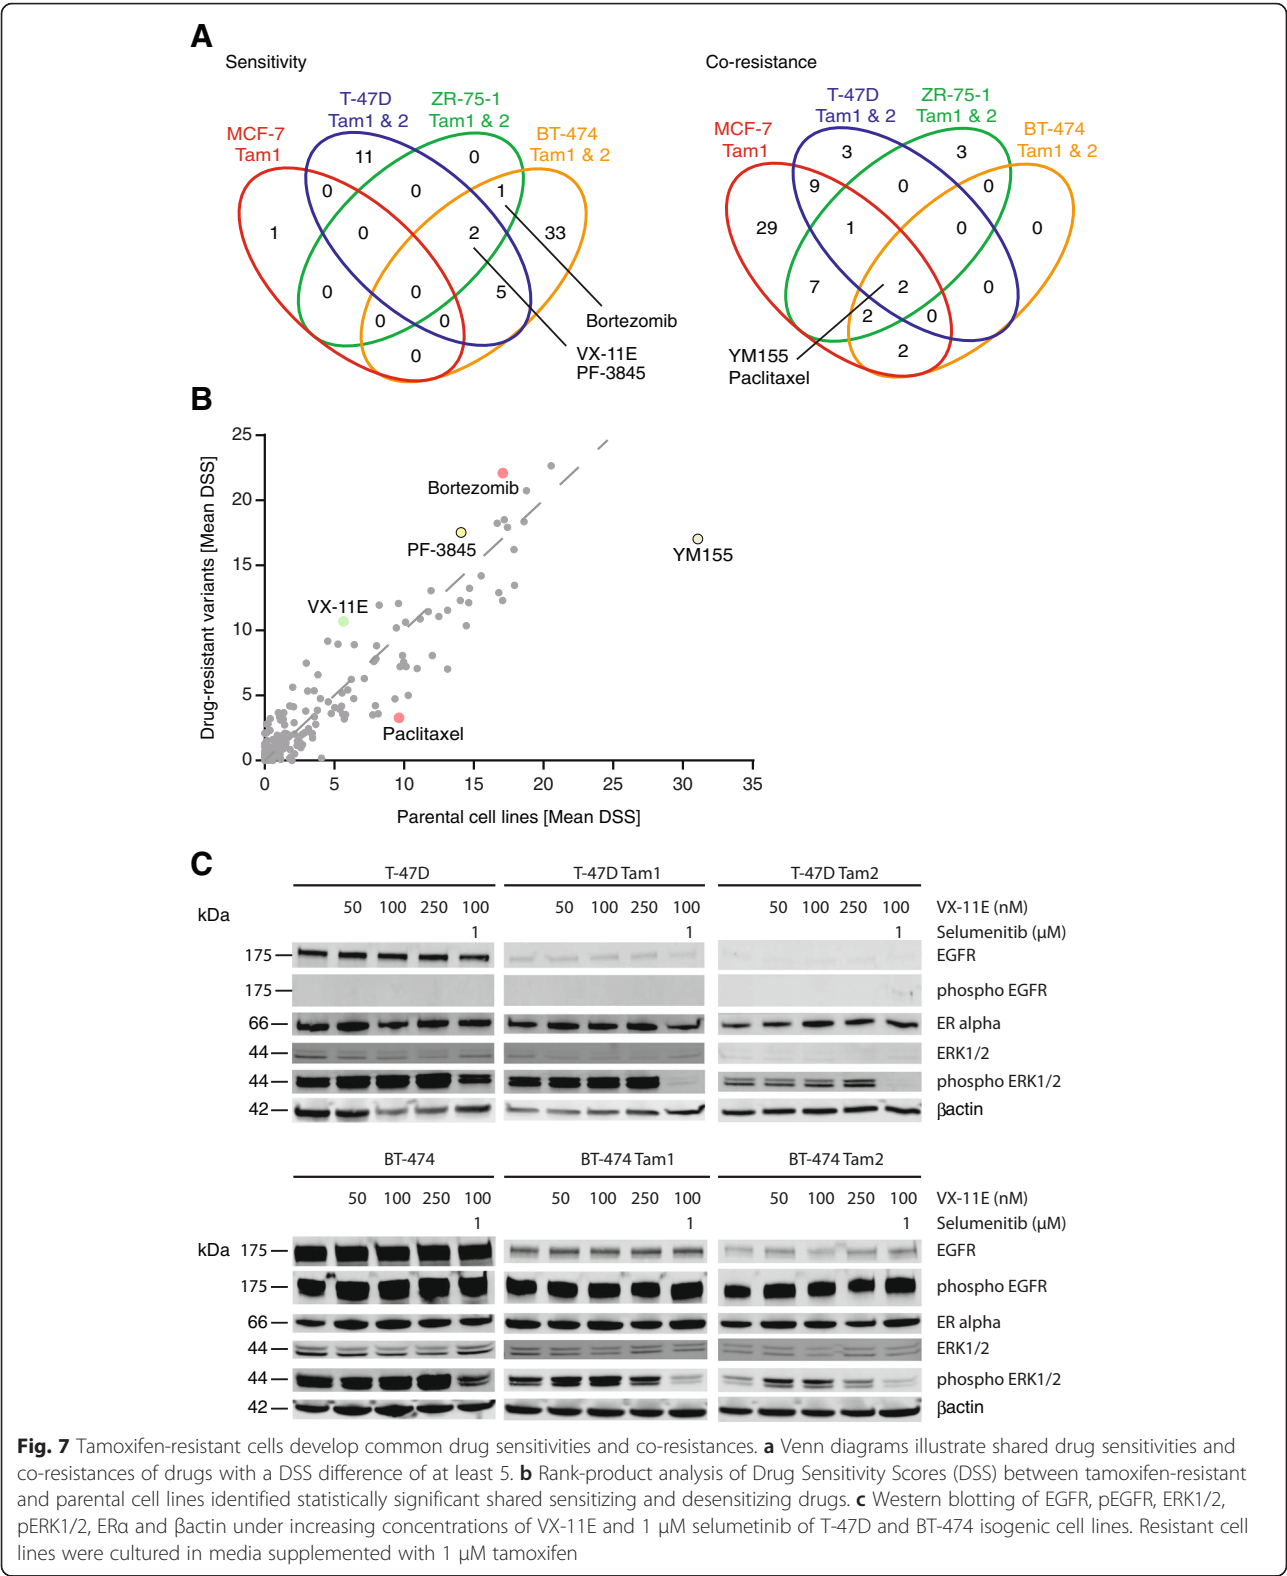 A
Sensitivity
MCF-7
Tam1
T-47D
Tam1 & 2
ZR-75-1
Tam1 & 2
BT-474
Tam1 & 2
11
0
0
0
1
1
0
2
33
0
0
5
0
0
0
Bortezomib
VX-11E
PF-3845
Co-resistance
MCF-7
Tam1
T-47D
Tam1 & 2
ZR-75-1
Tam1 & 2
BT-474
Tam1 & 2
3
3
9
0
0
29
1
0
0
7
2
0
2
0
2
YM155
Paclitaxel
B
Drug-resistant variants [Mean DSS]
25
20
15
10
5
0
Bortezomib
PF-3845
YM155
VX-11E
Paclitaxel
0 5 10 15 20 25 30 35
Parental cell lines [Mean DSS]
C
T-47D T-47D Tam1 T-47D Tam2
kDa
50 100 250 100 50 100 250 100 50 100 250 100 VX-11E (nM)
1 1 1 Selumenitib (µM)
175 EGFR
175 phospho EGFR
66 ER alpha
44 ERK1/2
44 phospho ERK1/2
42 βactin
BT-474 BT-474 Tam1 BT-474 Tam2
50 100 250 100 50 100 250 100 50 100 250 100 VX-11E (nM)
1 1 1 Selumenitib (µM)
kDa 175 EGFR
175 phospho EGFR
66 ER alpha
44 ERK1/2
44 phospho ERK1/2
42 βactin
Fig. 7 Tamoxifen-resistant cells develop common drug sensitivities and co-resistances. a Venn diagrams illustrate shared drug sensitivities and
co-resistances of drugs with a DSS difference of at least 5. b Rank-product analysis of Drug Sensitivity Scores (DSS) between tamoxifen-resistant
and parental cell lines identified statistically significant shared sensitizing and desensitizing drugs. c Western blotting of EGFR, pEGFR, ERK1/2,
pERK1/2, ERα and βactin under increasing concentrations of VX-11E and 1 μM selumetinib of T-47D and BT-474 isogenic cell lines. Resistant cell
lines were cultured in media supplemented with 1 μM tamoxifen